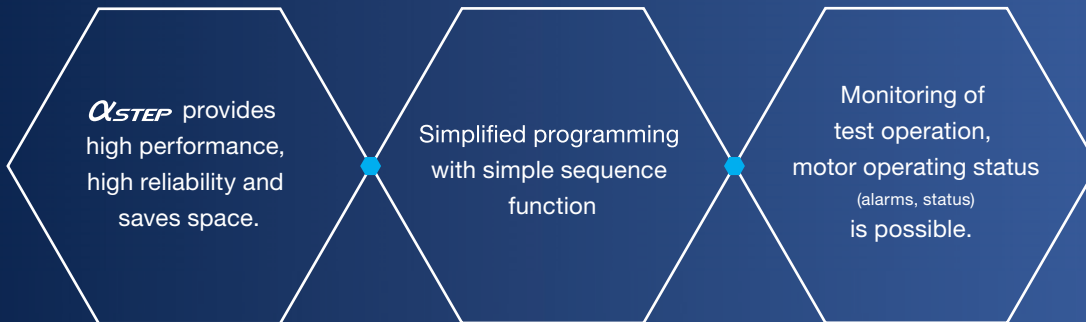 αSTEP provides
high performance,
high reliability and
saves space.
Simplified programming
with simple sequence
function
Monitoring of
test operation,
motor operating status
(alarms, status)
is possible.